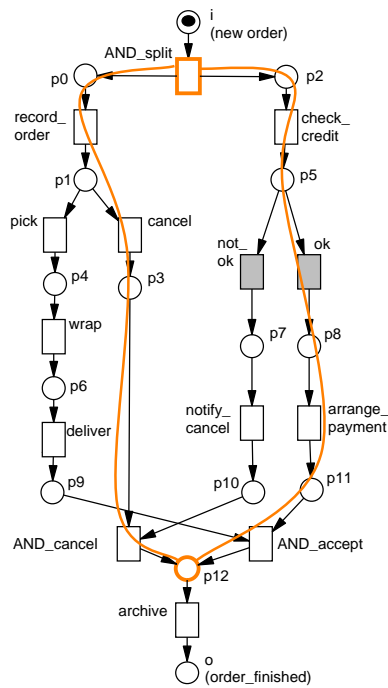 i
(new order)
AND_split
p0
p2
record_
order
check_
credit
p1
p5
pick
cancel
not_
ok
ok
p4
p3
p7
p8
wrap
p6
notify_
cancel
arrange_
payment
deliver
p9
p10
p11
AND_cancel
AND_accept
p12
archive
o
(order_finished)